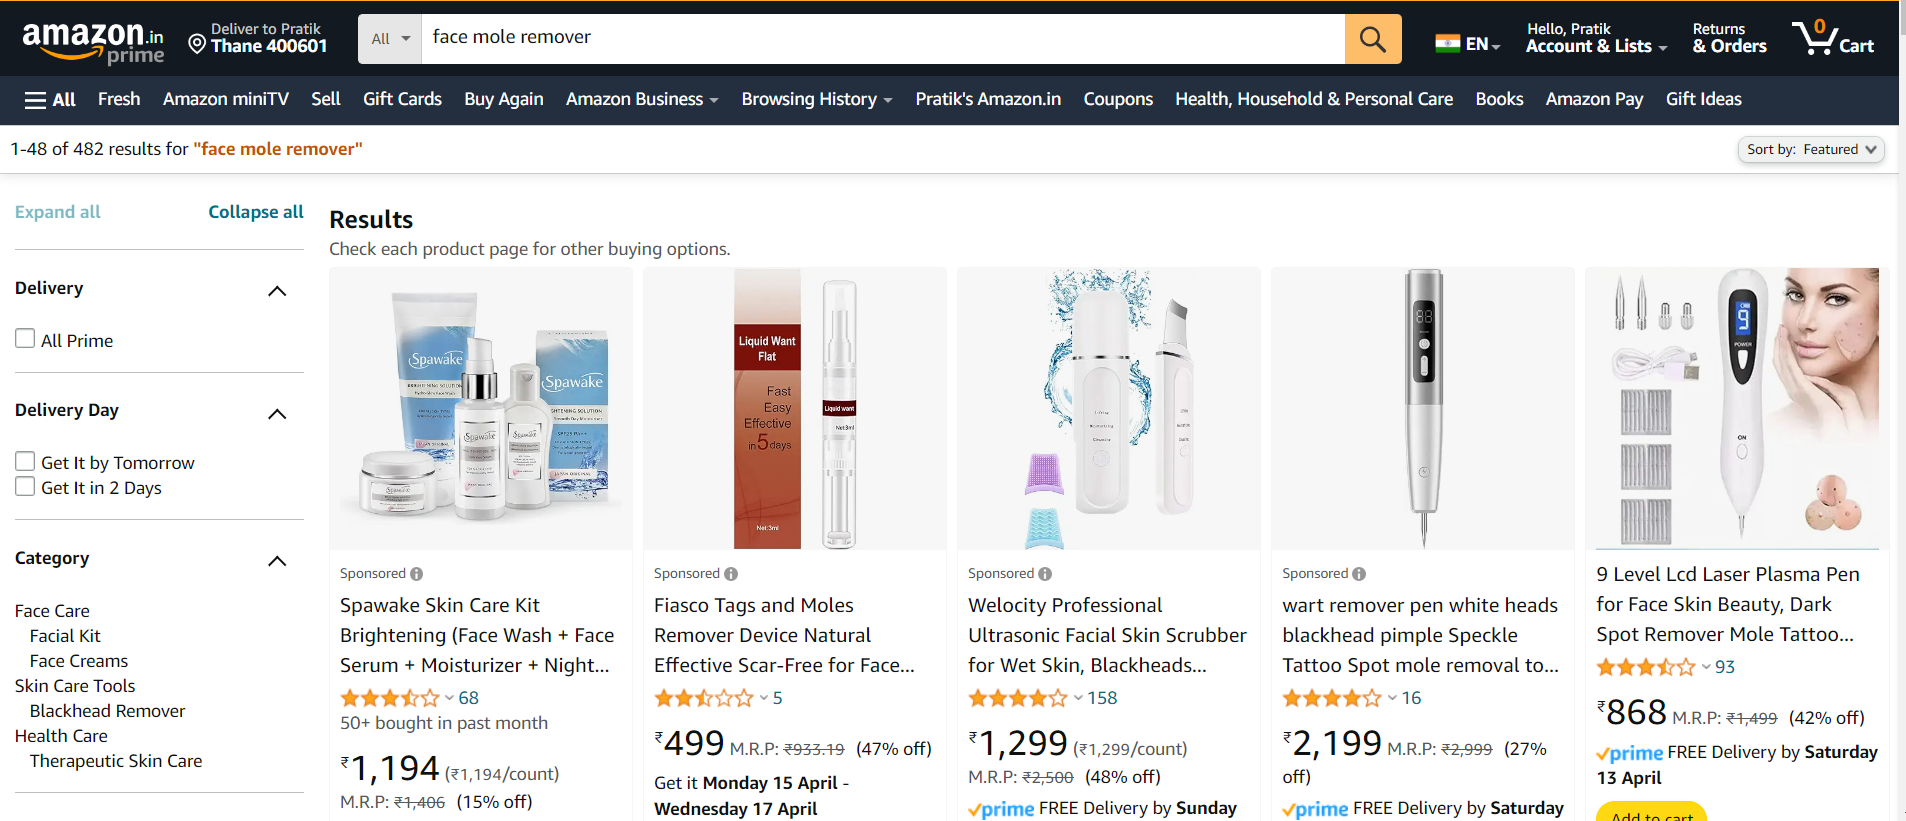 amazon.in
prime
Deliver to Pratik
Thane 400601
All
face mole remover
EN
Hello, Pratik
Account & Lists
Returns
& Orders
0
Cart
All
Fresh
Amazon miniTV
Sell
Gift Cards
Buy Again
Amazon Business
Browsing History
Pratik's Amazon.in
Coupons
Health, Household & Personal Care
Books
Amazon Pay
Gift Ideas
1-48 of 482 results for "face mole remover"
Sort by: Featured
Expand all
Collapse all
Delivery
All Prime
Delivery Day
Get It by Tomorrow
Get It in 2 Days
Category
Face Care
Facial Kit
Face Creams
Skin Care Tools
Blackhead Remover
Health Care
Therapeutic Skin Care
Results
Check each product page for other buying options.
Spawake
Spawake
Spawake
Spawake
Spawake
Sponsored
Spawake Skin Care Kit
Brightening (Face Wash + Face
Serum + Moisturizer + Night...
68
50+ bought in past month
₹1,194 (₹1,194/count)
M.R.P: ₹1,406 (15% off)
Liquid Want
Flat
Fast
Easy
Effective
in 5 days
Net:3ml
Liquid want
Net:3ml
Sponsored
Fiasco Tags and Moles
Remover Device Natural
Effective Scar-Free for Face...
5
₹499 M.R.P: ₹933.19 (47% off)
Get it Monday 15 April -
Wednesday 17 April
Sponsored
Welocity Professional
Ultrasonic Facial Skin Scrubber
for Wet Skin, Blackheads...
158
₹1,299 (₹1,299/count)
M.R.P: ₹2,500 (48% off)
prime FREE Delivery by Sunday
88
Sponsored
wart remover pen white heads
blackhead pimple Speckle
Tattoo Spot mole removal to...
16
₹2,199 M.R.P: ₹2,999 (27%
off)
prime FREE Delivery by Saturday
9
POWER
ON
9 Level Lcd Laser Plasma Pen
for Face Skin Beauty, Dark
Spot Remover Mole Tattoo...
93
₹868 M.R.P: ₹1,499 (42% off)
prime FREE Delivery by Saturday
13 April
Add to cart